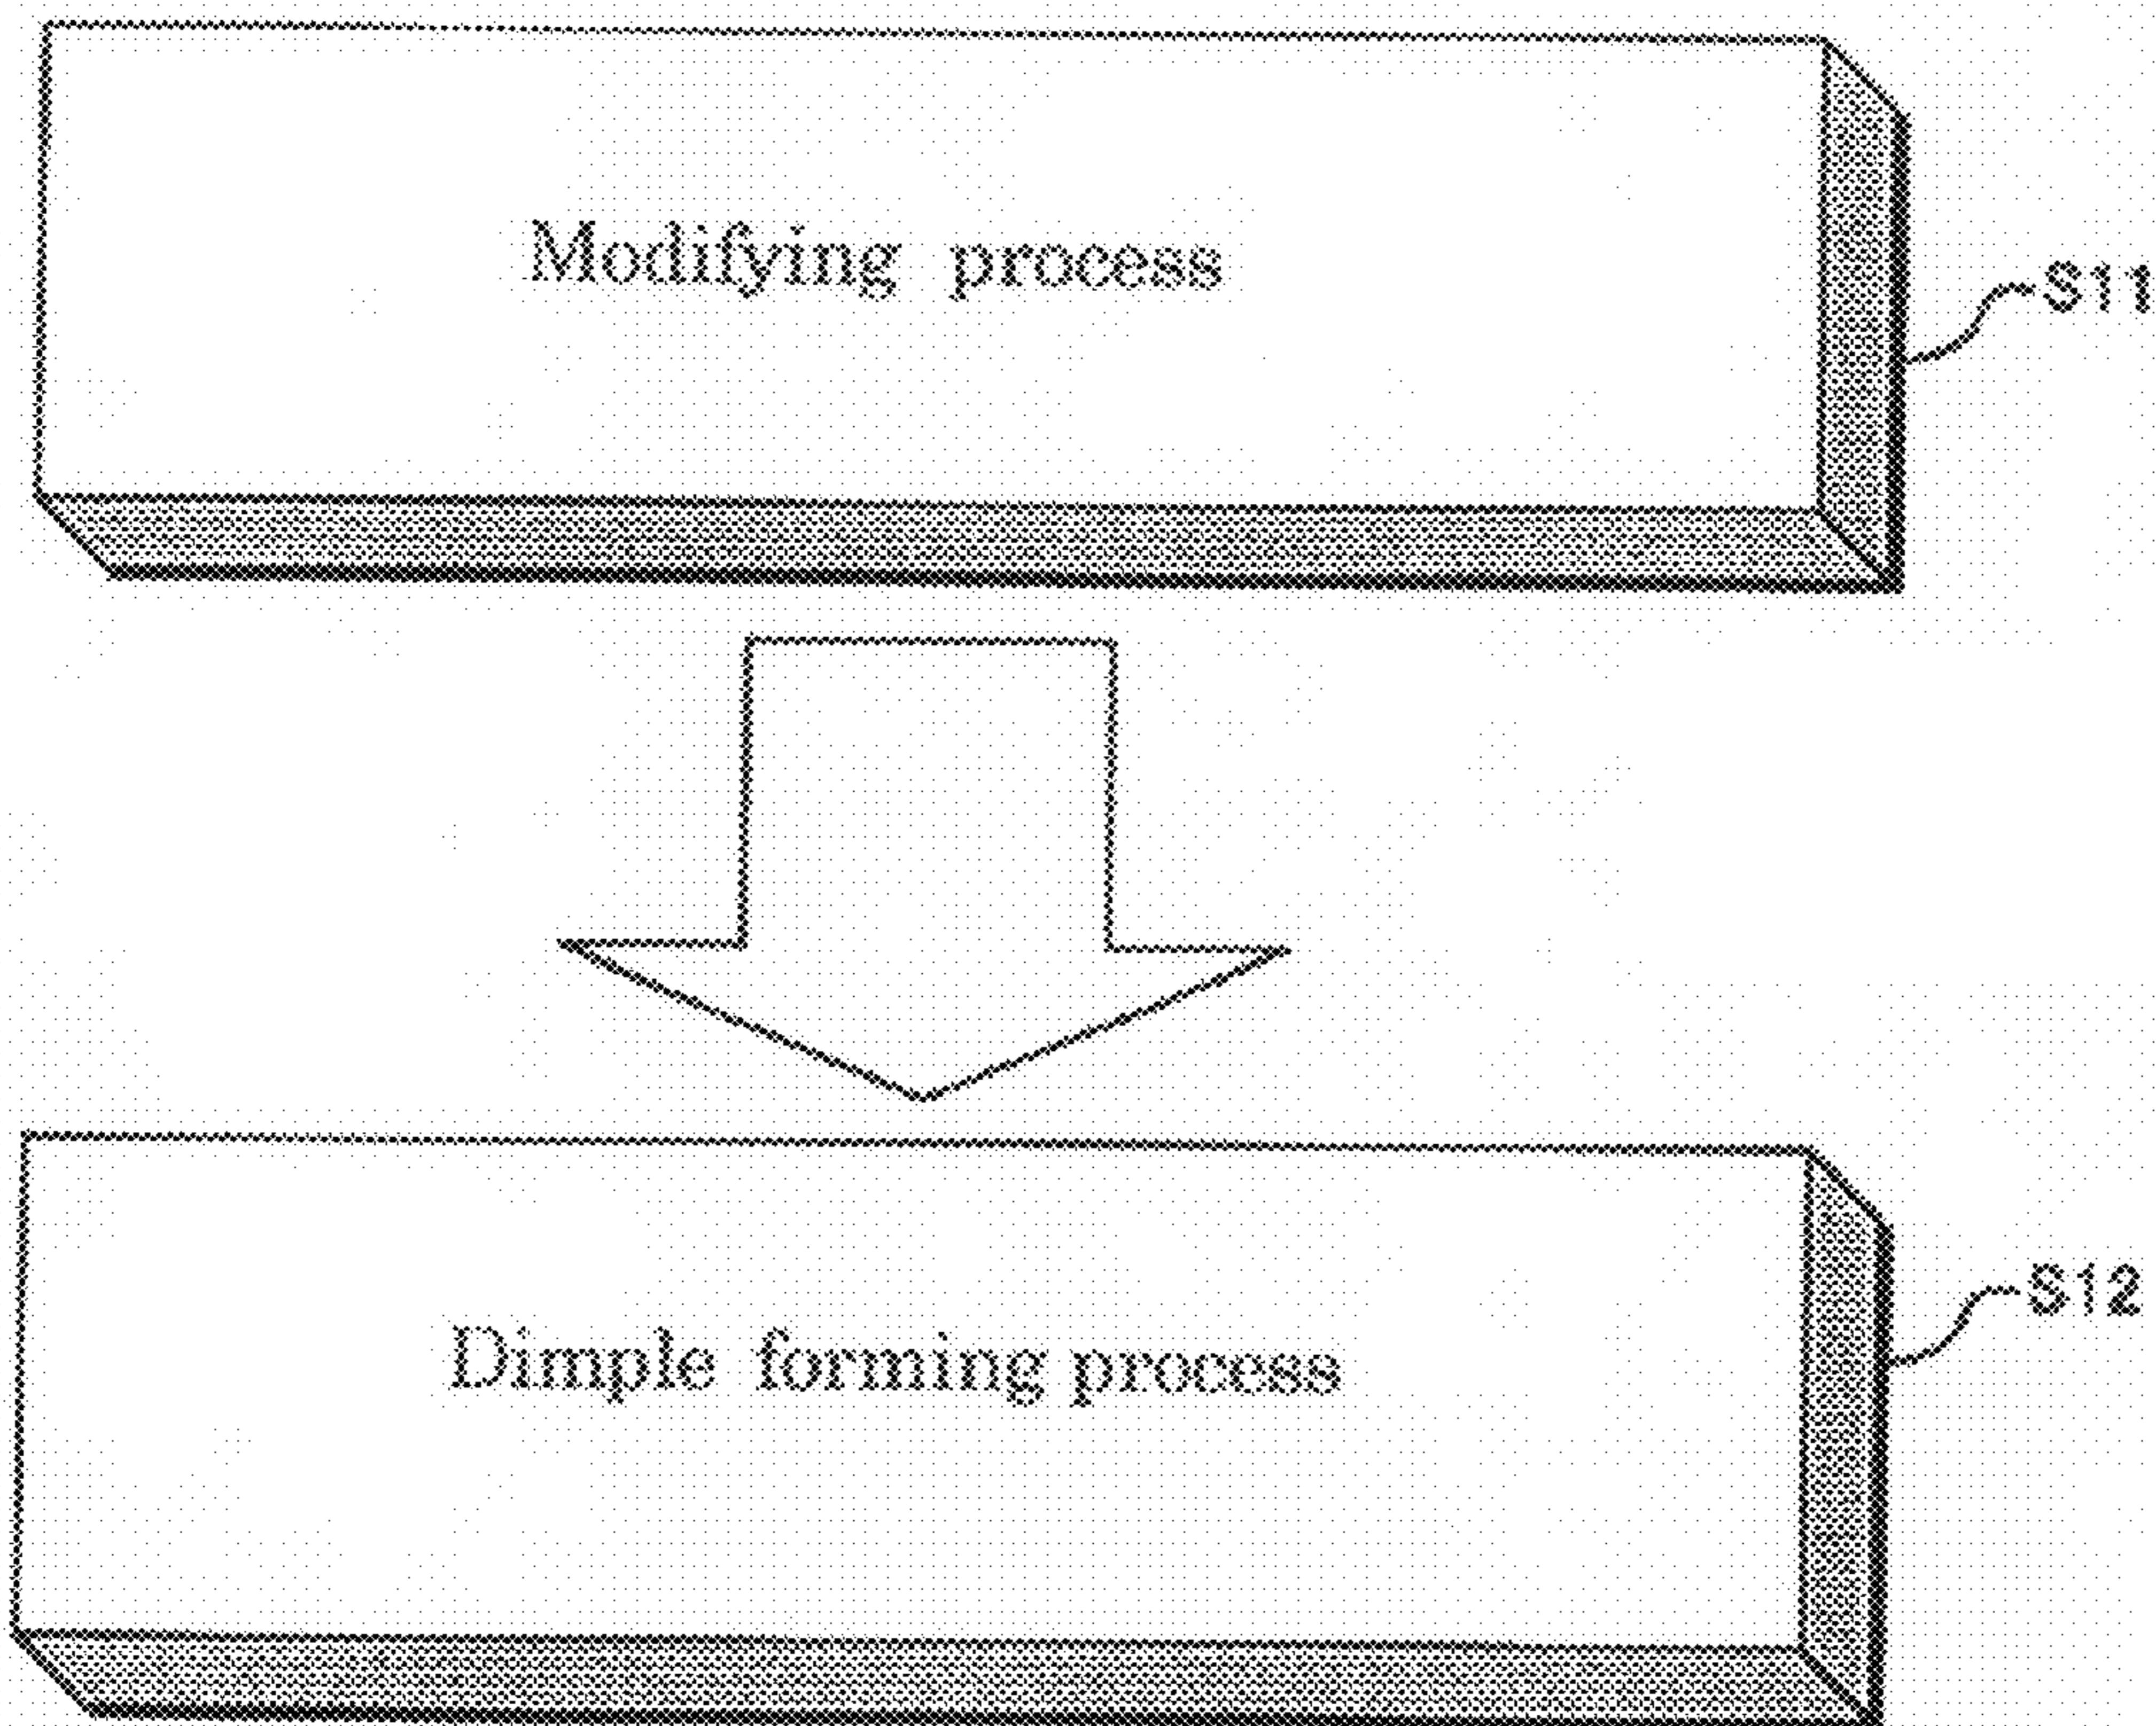 Modifying process
S11
Dimple forming process
S12